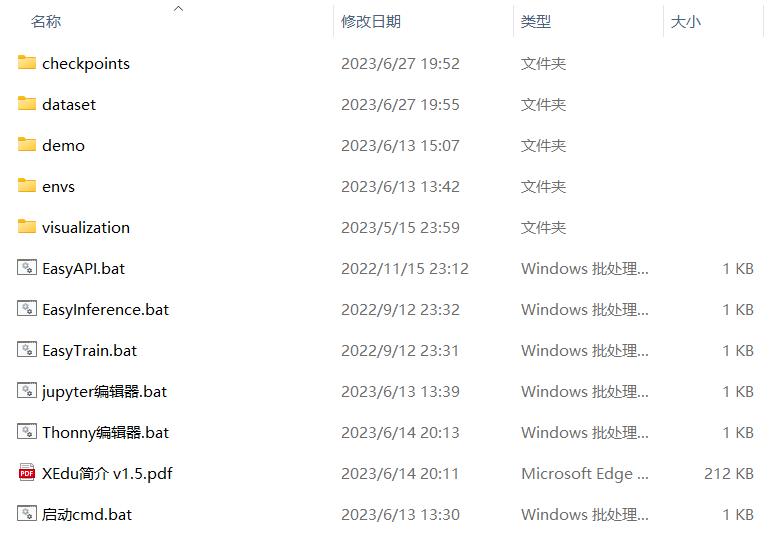 名称 修改日期 类型 大小
checkpoints 2023/6/27 19:52 文件夹
dataset 2023/6/27 19:55 文件夹
demo 2023/6/13 15:07 文件夹
envs 2023/6/13 13:42 文件夹
visualization 2023/5/15 23:59 文件夹
EasyAPI.bat 2022/11/15 23:12 Windows 批处理... 1 KB
EasyInference.bat 2022/9/12 23:32 Windows 批处理... 1 KB
EasyTrain.bat 2022/9/12 23:31 Windows 批处理... 1 KB
jupyter编辑器.bat 2023/6/13 13:39 Windows 批处理... 1 KB
Thonny编辑器.bat 2023/6/14 20:13 Windows 批处理... 1 KB
PDF XEdu简介 v1.5.pdf 2023/6/14 20:11 Microsoft Edge ... 212 KB
启动cmd.bat 2023/6/13 13:30 Windows 批处理... 1 KB